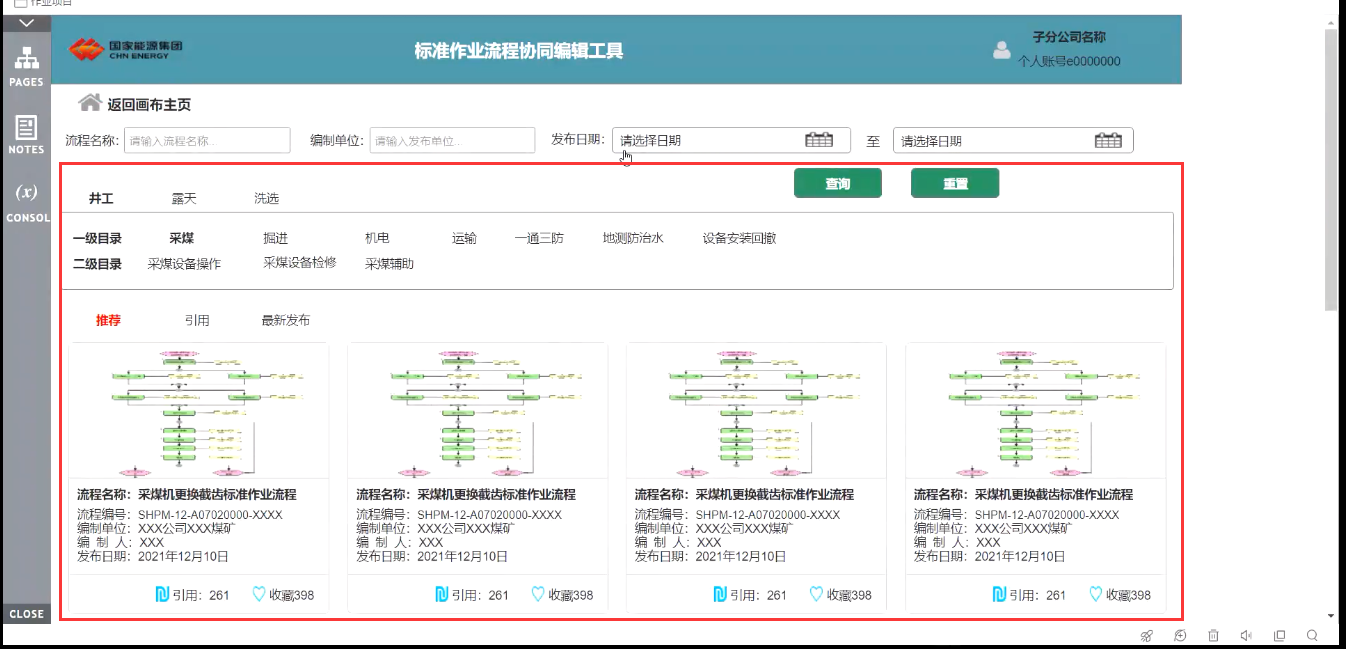 作业项目
国家能源集团
CHN ENERGY
标准作业流程协同编辑工具
子分公司名称
个人账号e0000000
PAGES
NOTES
(x)
CONSOL
CLOSE
返回画布主页
流程名称: 请输入流程名称... 编制单位: 请输入发布单位... 发布日期: 请选择日期 至 请选择日期
查询 重置
井工 露天 洗选
一级目录 采煤 掘进 机电 运输 一通三防 地测防治水 设备安装回撤
二级目录 采煤设备操作 采煤设备检修 采煤辅助
推荐 引用 最新发布
流程名称：采煤机更换截齿标准作业流程
流程编号：SHPM-12-A07020000-XXXX
编制单位：XXX公司XXX煤矿
编 制 人：XXX
发布日期：2021年12月10日
引用：261 收藏398
流程名称：采煤机更换截齿标准作业流程
流程编号：SHPM-12-A07020000-XXXX
编制单位：XXX公司XXX煤矿
编 制 人：XXX
发布日期：2021年12月10日
引用：261 收藏398
流程名称：采煤机更换截齿标准作业流程
流程编号：SHPM-12-A07020000-XXXX
编制单位：XXX公司XXX煤矿
编 制 人：XXX
发布日期：2021年12月10日
引用：261 收藏398
流程名称：采煤机更换截齿标准作业流程
流程编号：SHPM-12-A07020000-XXXX
编制单位：XXX公司XXX煤矿
编 制 人：XXX
发布日期：2021年12月10日
引用：261 收藏398